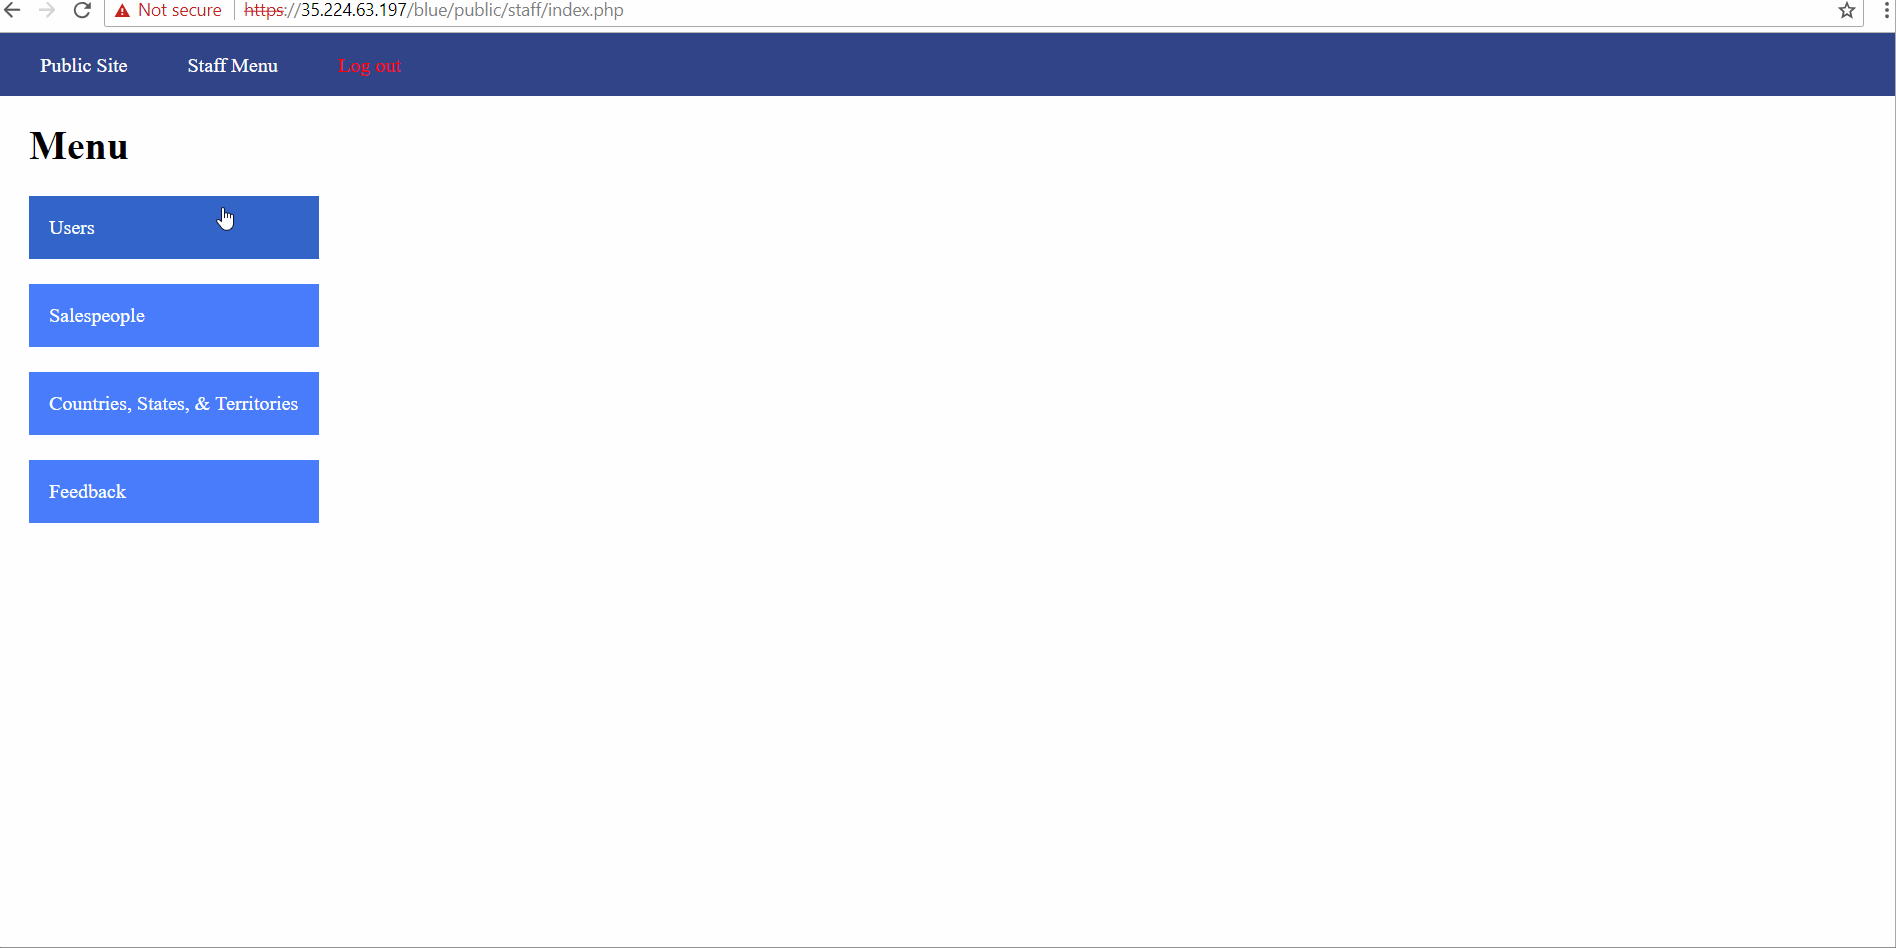 Not secure https://35.224.63.197/blue/public/staff/index.php
Public Site Staff Menu Log out
Menu
Users
Salespeople
Countries, States, & Territories
Feedback